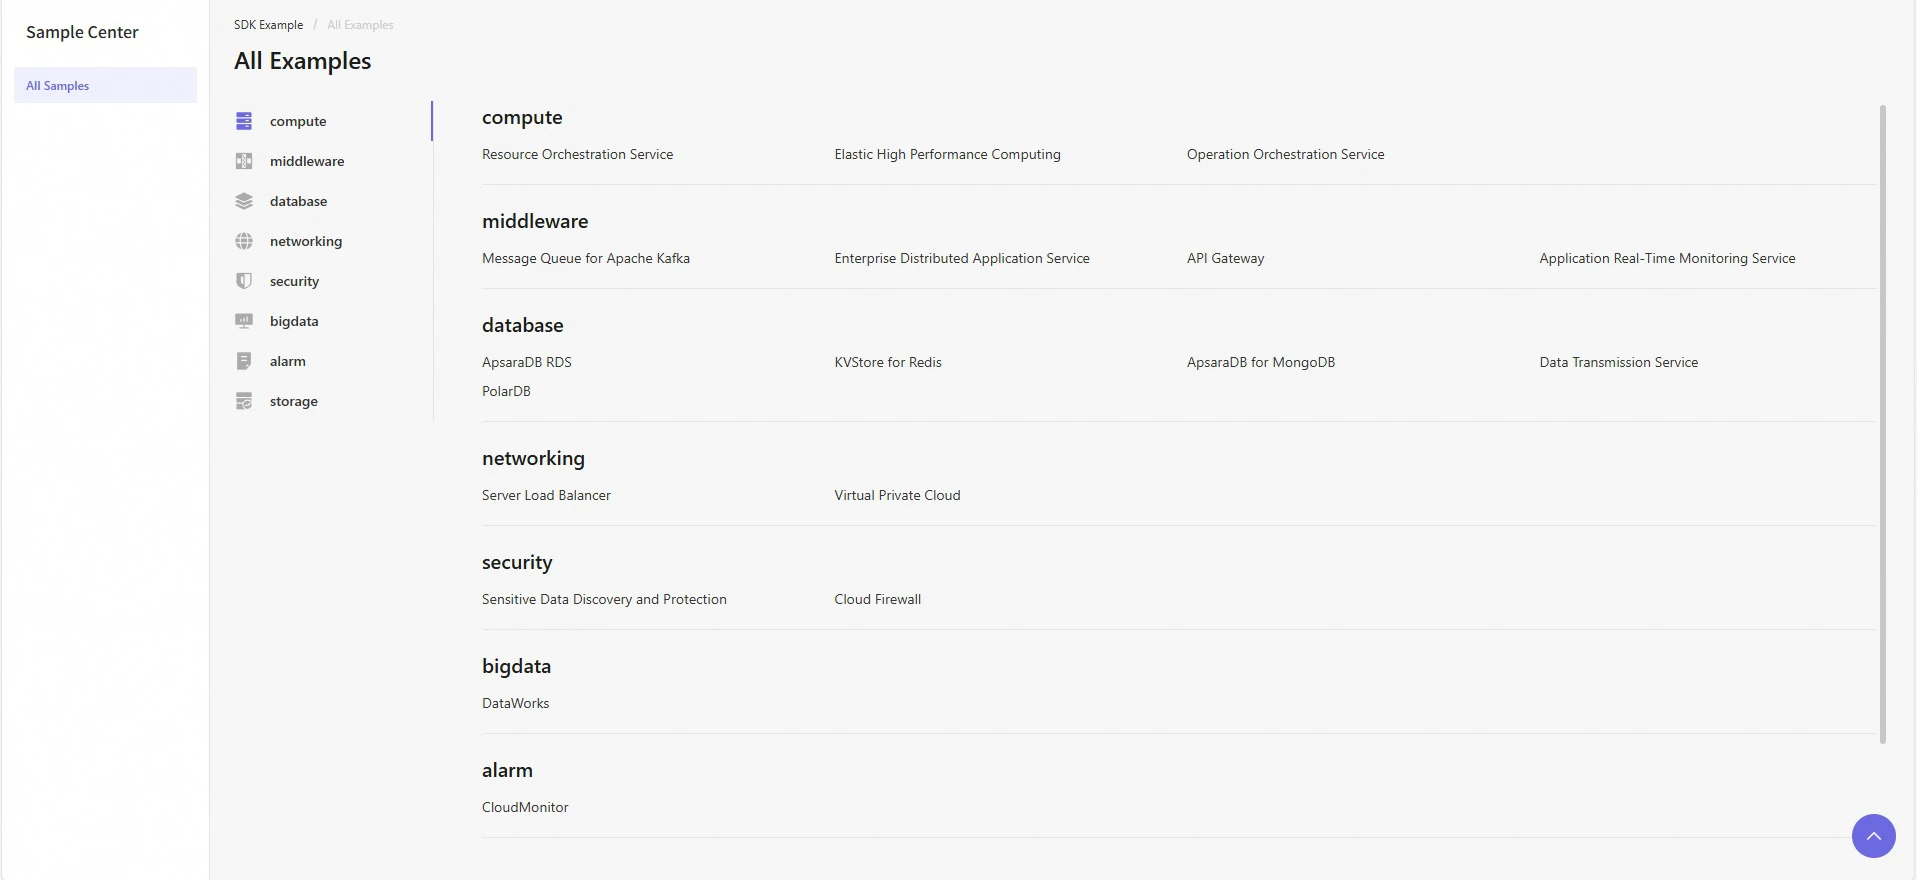 Sample Center
All Samples
SDK Example / All Examples
All Examples
compute
middleware
database
networking
security
bigdata
alarm
storage
compute
Resource Orchestration Service Elastic High Performance Computing Operation Orchestration Service
middleware
Message Queue for Apache Kafka Enterprise Distributed Application Service API Gateway Application Real-Time Monitoring Service
database
ApsaraDB RDS KVStore for Redis ApsaraDB for MongoDB Data Transmission Service
PolarDB
networking
Server Load Balancer Virtual Private Cloud
security
Sensitive Data Discovery and Protection Cloud Firewall
bigdata
DataWorks
alarm
CloudMonitor